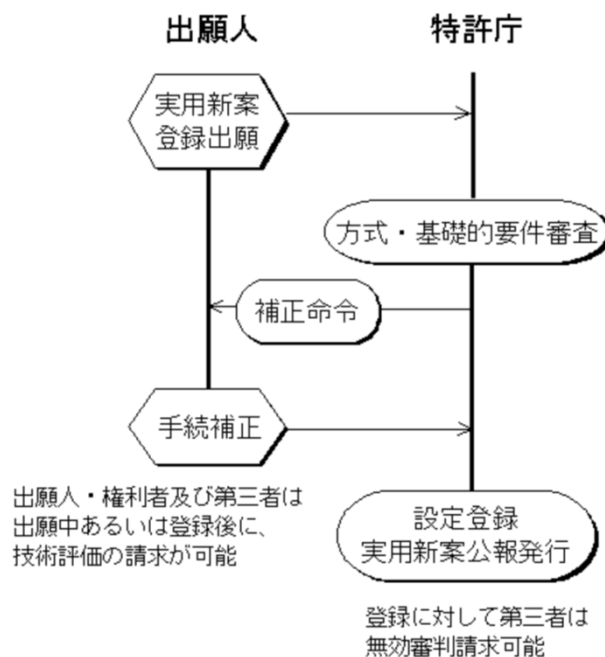 出願人
特許庁
実用新案
登録出願
方式・基礎的要件審査
補正命令
手続補正
出願人・権利者及び第三者は
出願中あるいは登録後に、
技術評価の請求が可能
設定登録
実用新案公報発行
登録に対して第三者は
無効審判請求可能